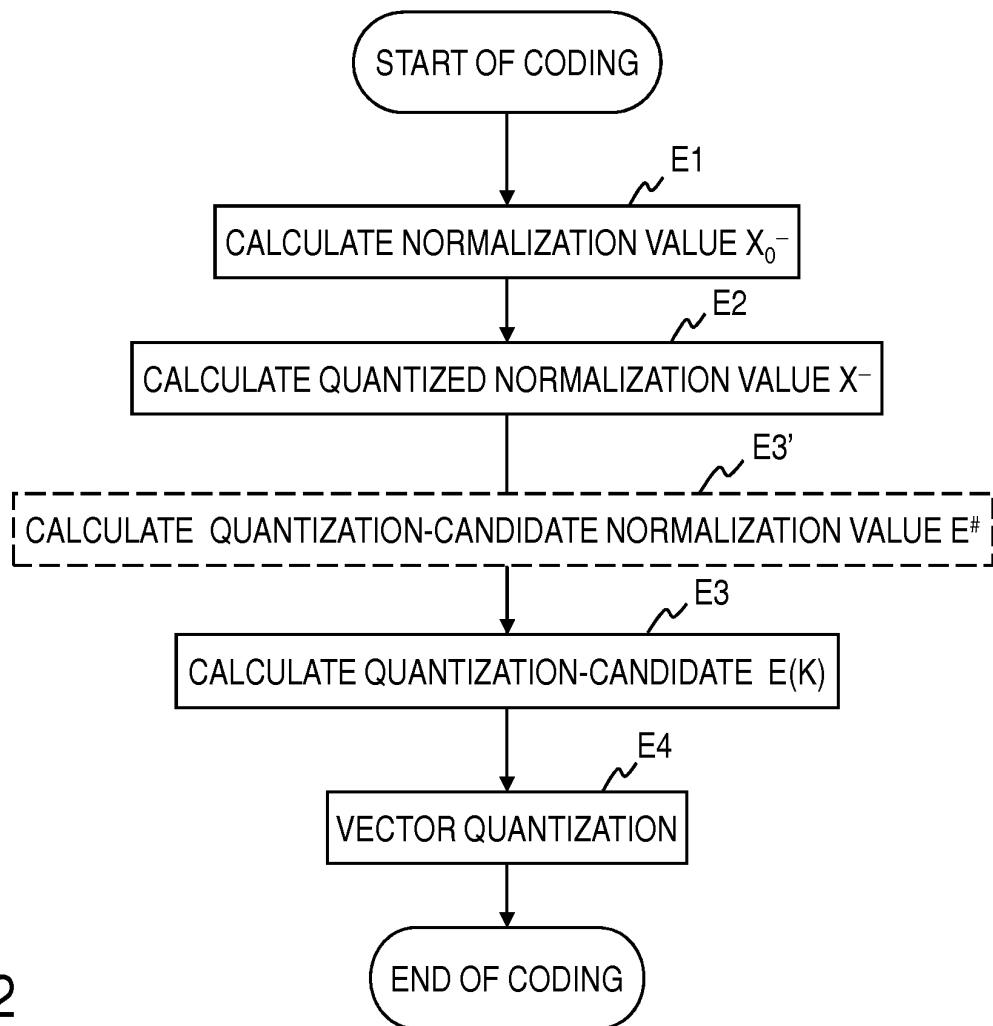 START OF CODING
E1
CALCULATE NORMALIZATION VALUE X₀⁻
E2
CALCULATE QUANTIZED NORMALIZATION VALUE X⁻
E3'
CALCULATE QUANTIZATION-CANDIDATE NORMALIZATION VALUE E#
E3
CALCULATE QUANTIZATION-CANDIDATE E(K)
E4
VECTOR QUANTIZATION
END OF CODING
2